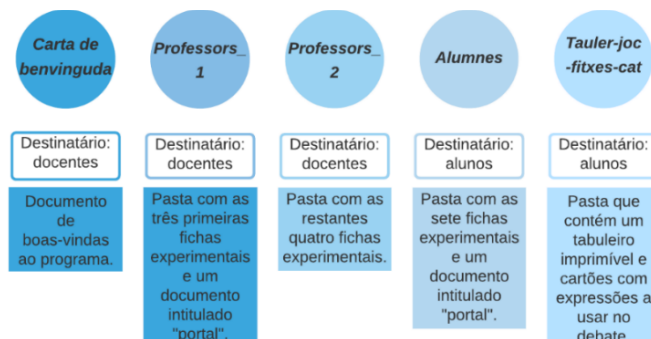 Carta de
benvinguda
Professors_
1
Professors_
2
Alumnes
Tauler-joc
-fitxes-cat
Destinatário:
docentes
Destinatário:
docentes
Destinatário:
docentes
Destinatário:
alunos
Destinatário:
alunos
Documento
de
boas-vindas
ao programa.
Pasta com as
três primeiras
fichas
experimentais
e um
documento
intitulado
"portal".
Pasta com as
restantes
quatro fichas
experimentais.
Pasta com as
sete fichas
experimentais
e um
documento
intitulado
"portal".
Pasta que
contém um
tabuleiro
imprimível e
cartões com
expressões a
usar no
debate